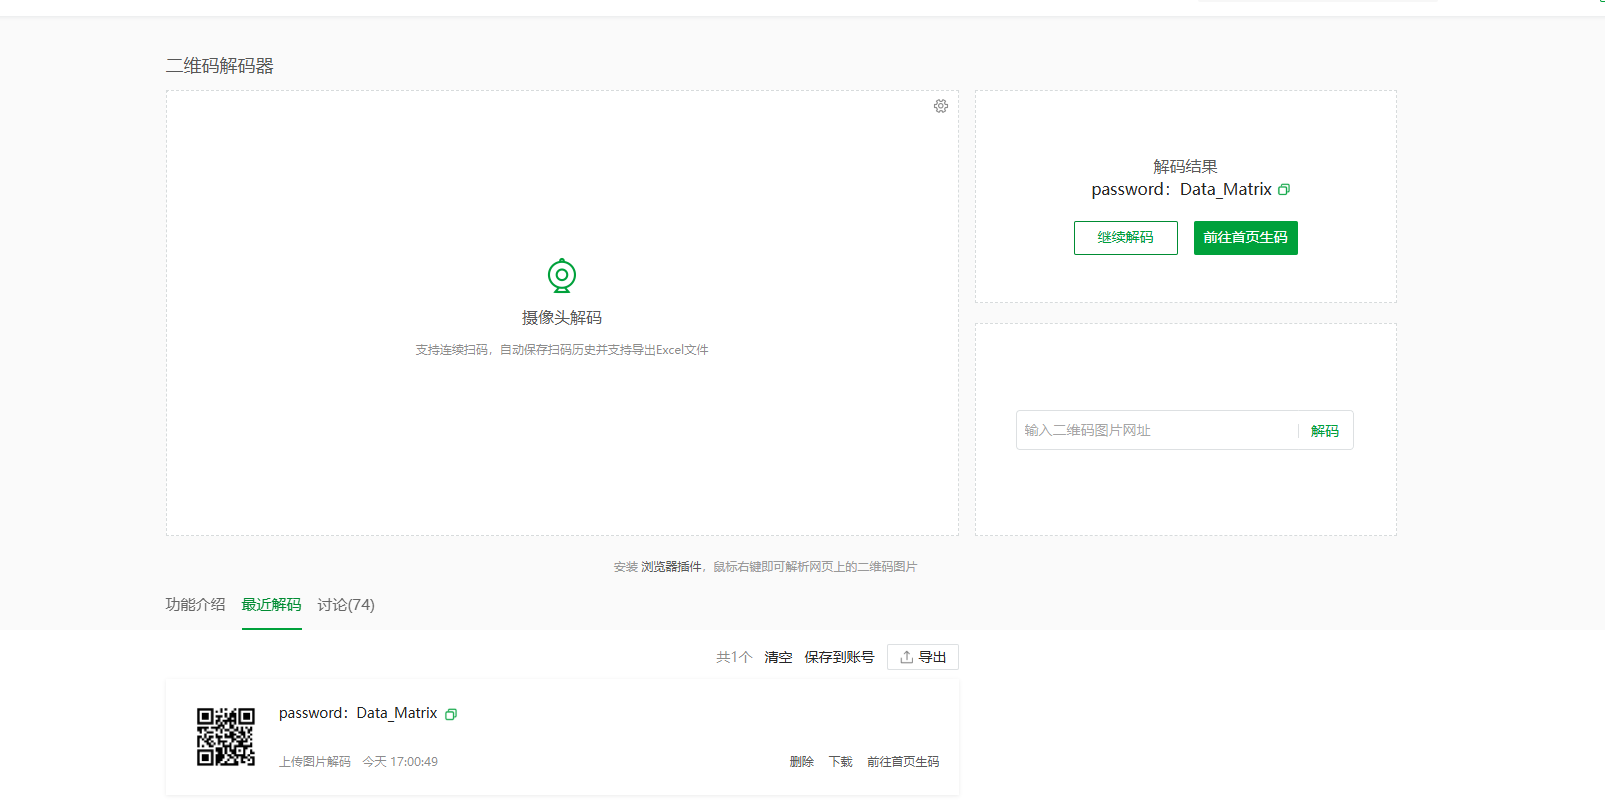 二维码解码器
摄像头解码
支持连续扫码，自动保存扫码历史并支持导出Excel文件
解码结果
password：Data_Matrix
继续解码
前往首页生码
输入二维码图片网址
解码
安装 浏览器插件，鼠标右键即可解析网页上的二维码图片
功能介绍 最近解码 讨论(74)
共1个 清空 保存到账号 导出
password：Data_Matrix
上传图片解码 今天 17:00:49 删除 下载 前往首页生码